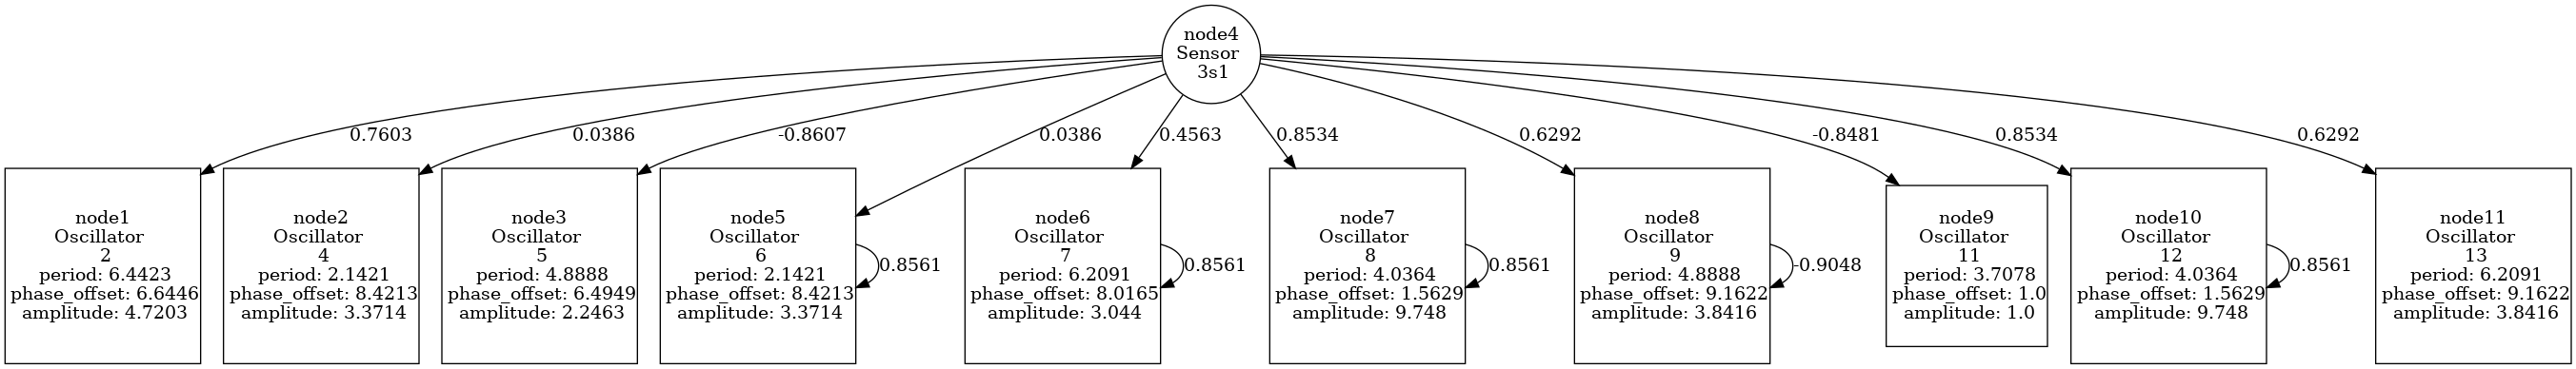 node4
Sensor
3s1
0.7603
0.0386
-0.8607
0.0386
0.4563
0.8534
0.6292
-0.8481
0.8534
0.6292
node1
Oscillator
2
period: 6.4423
phase_offset: 6.6446
amplitude: 4.7203
node2
Oscillator
4
period: 2.1421
phase_offset: 8.4213
amplitude: 3.3714
node3
Oscillator
5
period: 4.8888
phase_offset: 6.4949
amplitude: 2.2463
node5
Oscillator
6
period: 2.1421
phase_offset: 8.4213
amplitude: 3.3714
0.8561
node6
Oscillator
7
period: 6.2091
phase_offset: 8.0165
amplitude: 3.044
0.8561
node7
Oscillator
8
period: 4.0364
phase_offset: 1.5629
amplitude: 9.748
0.8561
node8
Oscillator
9
period: 4.8888
phase_offset: 9.1622
amplitude: 3.8416
-0.9048
node9
Oscillator
11
period: 3.7078
phase_offset: 1.0
amplitude: 1.0
node10
Oscillator
12
period: 4.0364
phase_offset: 1.5629
amplitude: 9.748
0.8561
node11
Oscillator
13
period: 6.2091
phase_offset: 9.1622
amplitude: 3.8416